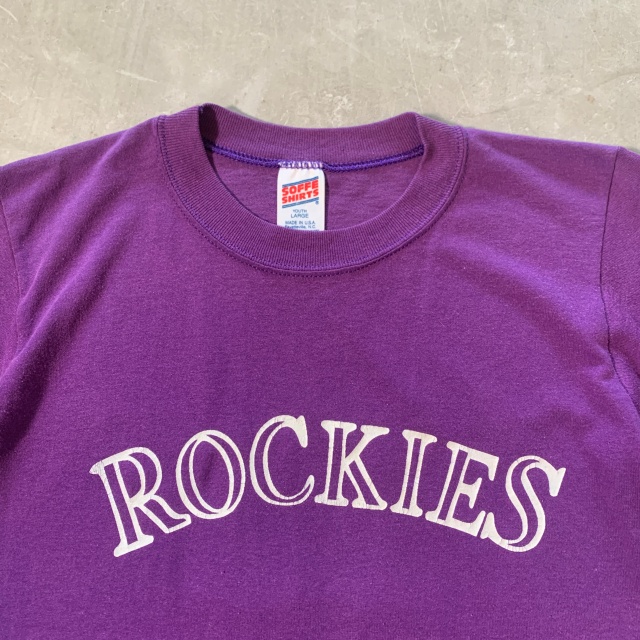 SOFFE
SHIRTS
YOUTH
LARGE
MADE IN U.S.A.
ROCKIES